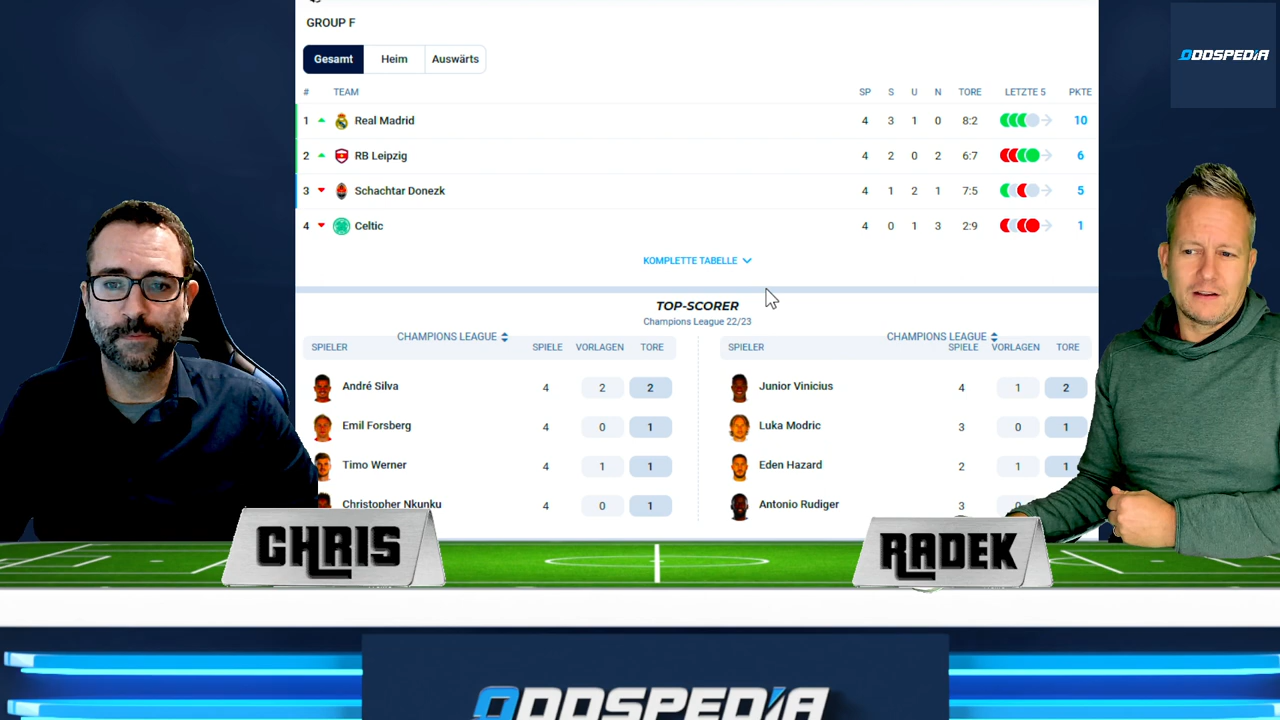 GROUP F
ODDSPEDIA
Gesamt Heim Auswärts
# TEAM SP S U N TORE LETZTE 5 PKTE
1 Real Madrid 4 3 1 0 8:2 10
2 RB Leipzig 4 2 0 2 6:7 6
3 Schachtar Donezk 4 1 2 1 7:5 5
4 Celtic 4 0 1 3 2:9 1
KOMPLETTE TABELLE
TOP-SCORER
Champions League 22/23
CHAMPIONS LEAGUE
SPIELER SPIELE VORLAGEN TORE
André Silva 4 2 2
Emil Forsberg 4 0 1
Timo Werner 4 1 1
Christopher Nkunku 4 0 1
CHAMPIONS LEAGUE
SPIELER SPIELE VORLAGEN TORE
Junior Vinicius 4 1 2
Luka Modric 3 0 1
Eden Hazard 2 1 1
Antonio Rudiger 3
CHRIS
RADEK
ODDSPEDIA